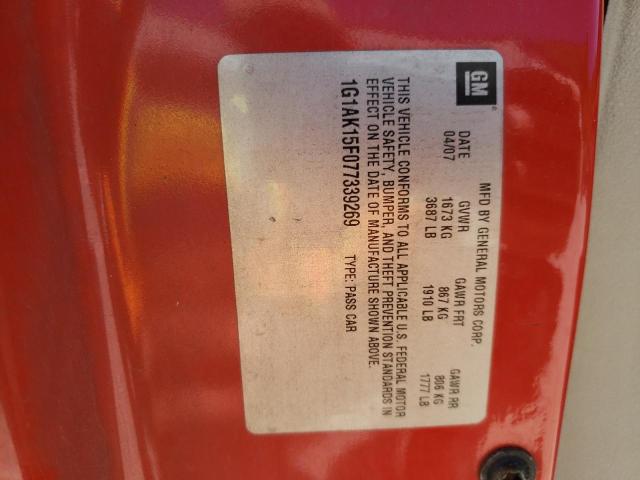 GM®
MFD BY GENERAL MOTORS CORP.
DATE GVWR GAWR FRT GAWR RR
04/07 1673 KG 867 KG 806 KG
3687 LB 1910 LB 1777 LB
THIS VEHICLE CONFORMS TO ALL APPLICABLE U.S. FEDERAL MOTOR
VEHICLE SAFETY, BUMPER, AND THEFT PREVENTION STANDARDS IN
EFFECT ON THE DATE OF MANUFACTURE SHOWN ABOVE.
1G1AK15F077339269 TYPE: PASS CAR